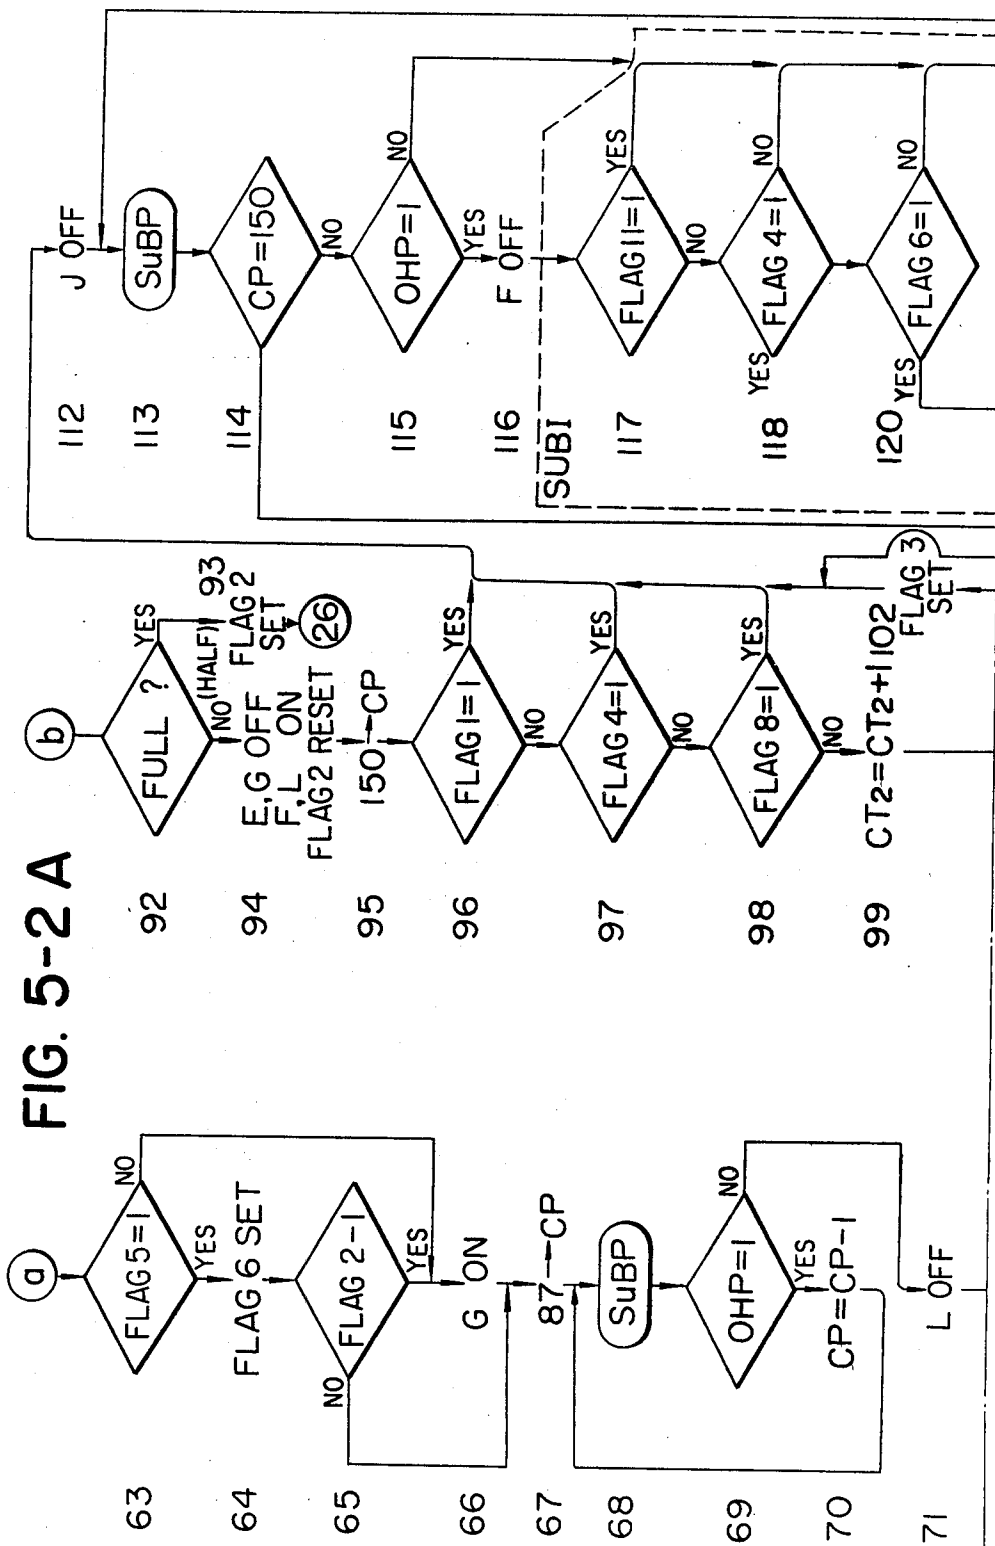 FIG. 5-2 A
a
63
FLAG 5=1
NO
YES
64
FLAG 6 SET
65
FLAG 2-1
NO
YES
66
G ON
67
87→CP
68
SuBP
69
OHP=1
NO
YES
70
CP=CP-1
71
L OFF
b
92
FULL ?
YES
NO (HALF)
93
FLAG 2
SET
26
94
E,G OFF
F,L ON
FLAG 2 RESET
95
150→CP
96
FLAG 1=1
YES
NO
97
FLAG 4=1
YES
NO
98
FLAG 8=1
YES
NO
99
CT2=CT2+1
102
FLAG 3
SET
112
J OFF
113
SuBP
114
CP=150
NO
115
OHP=1
NO
YES
116
F OFF
SUBI
117
FLAG 11=1
YES
NO
118
FLAG 4=1
YES
NO
120
FLAG 6=1
YES
NO